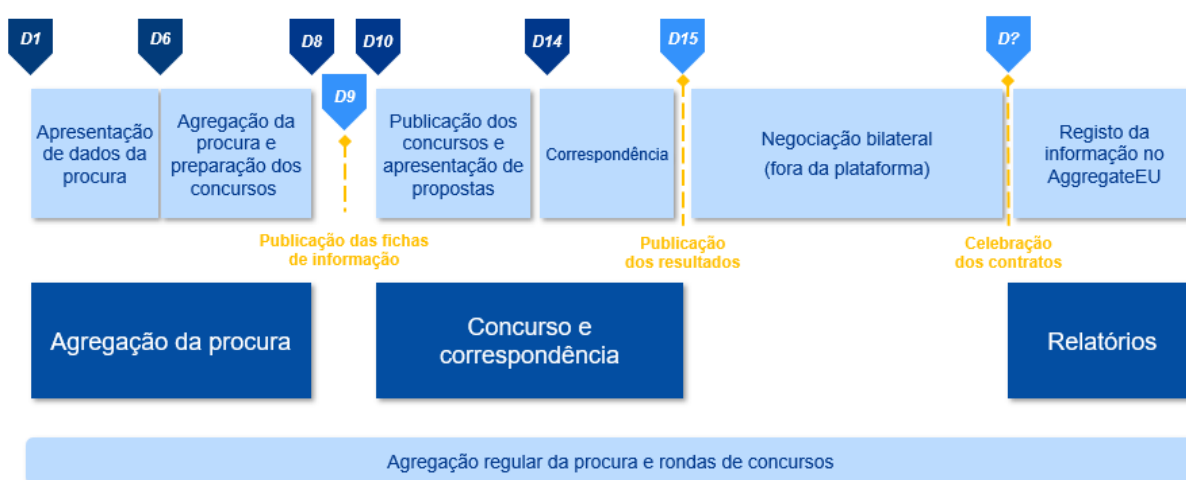 D1
D6
D8
D9
D10
D14
D15
D?
Apresentação
de dados da
procura
Agregação da
procura e
preparação dos
concursos
Publicação dos
concursos e
apresentação de
propostas
Correspondência
Negociação bilateral
(fora da plataforma)
Registo da
informação no
AggregateEU
Publicação das fichas
de informação
Publicação
dos resultados
Celebração
dos contratos
Agregação da procura
Concurso e
correspondência
Relatórios
Agregação regular da procura e rondas de concursos